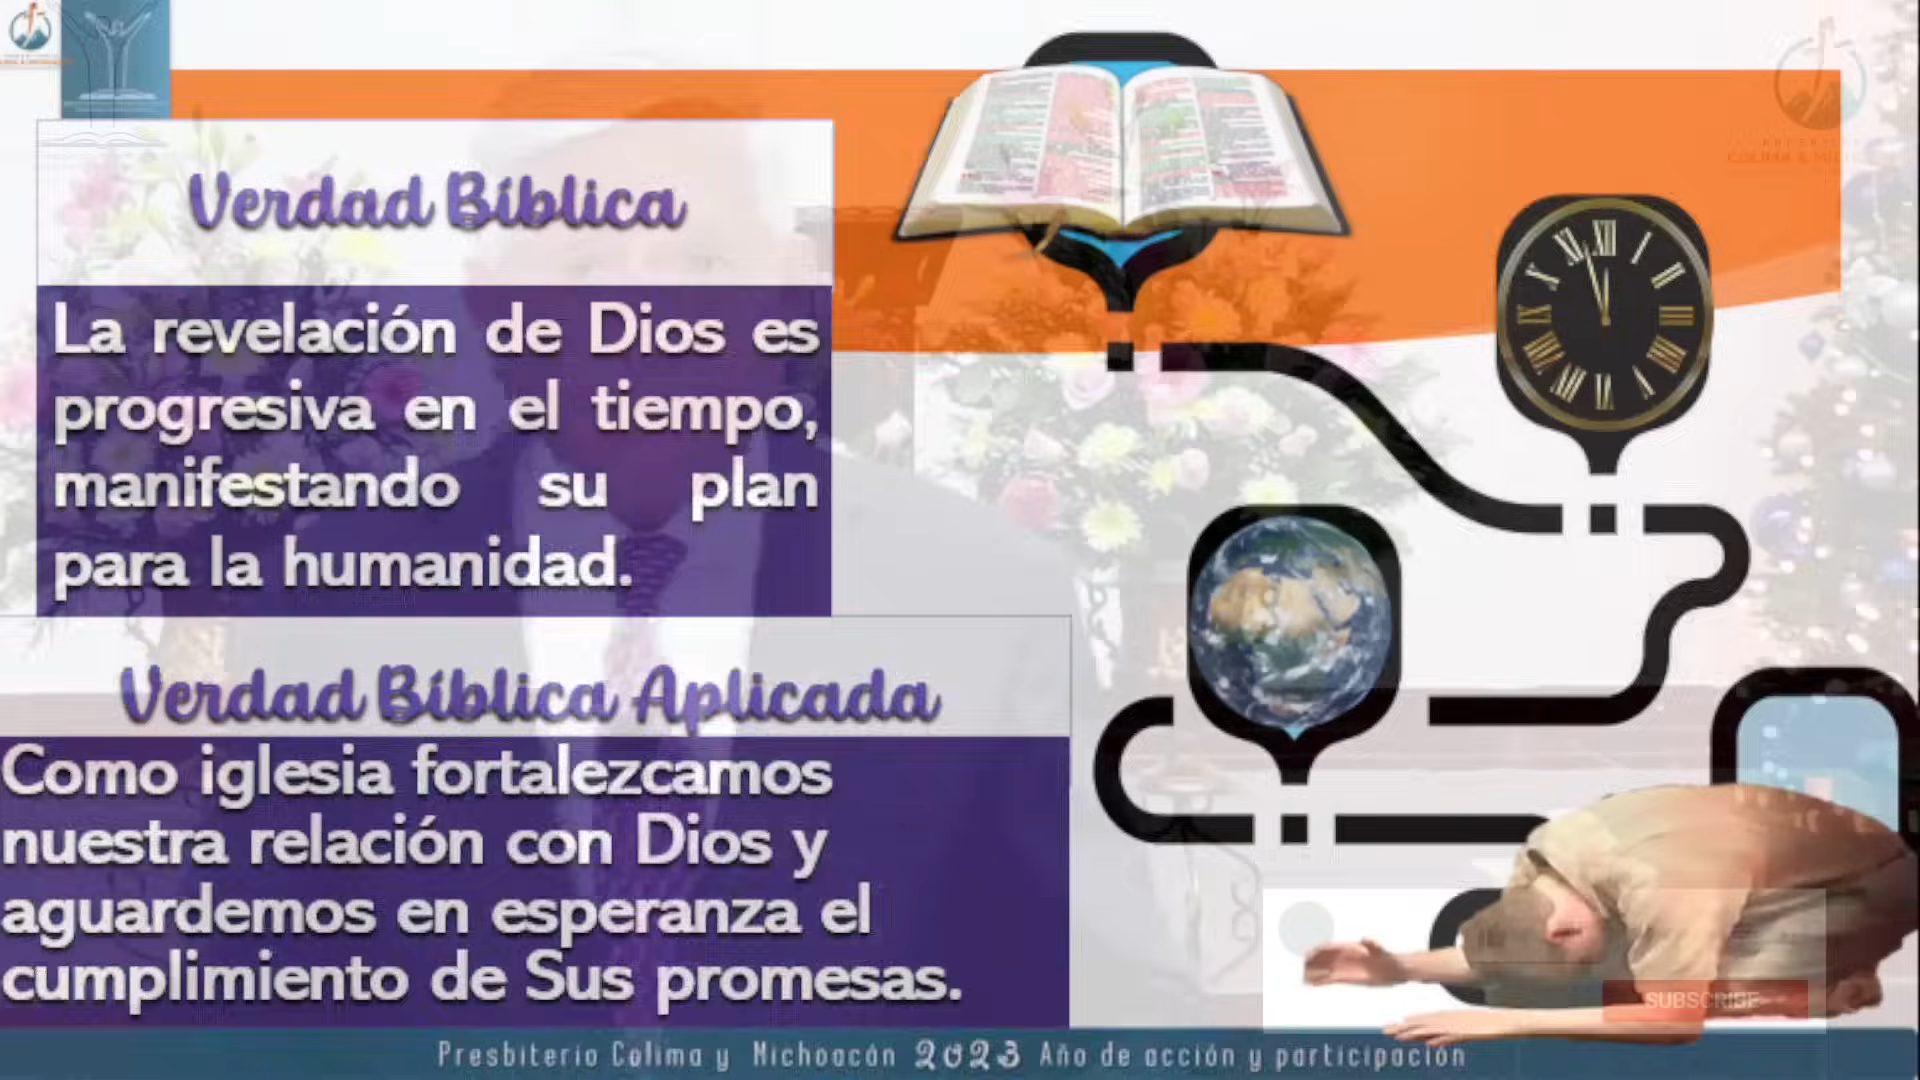 Verdad Bíblica
La revelación de Dios es
progresiva en el tiempo,
manifestando su plan
para la humanidad.
Verdad Bíblica Aplicada
Como iglesia fortalezcamos
nuestra relación con Dios y
aguardemos en esperanza el
cumplimiento de Sus promesas.
XII
I
SUBSCRIBE
Presbiterio Colima y Michoacán 2023 Año de acción y participación